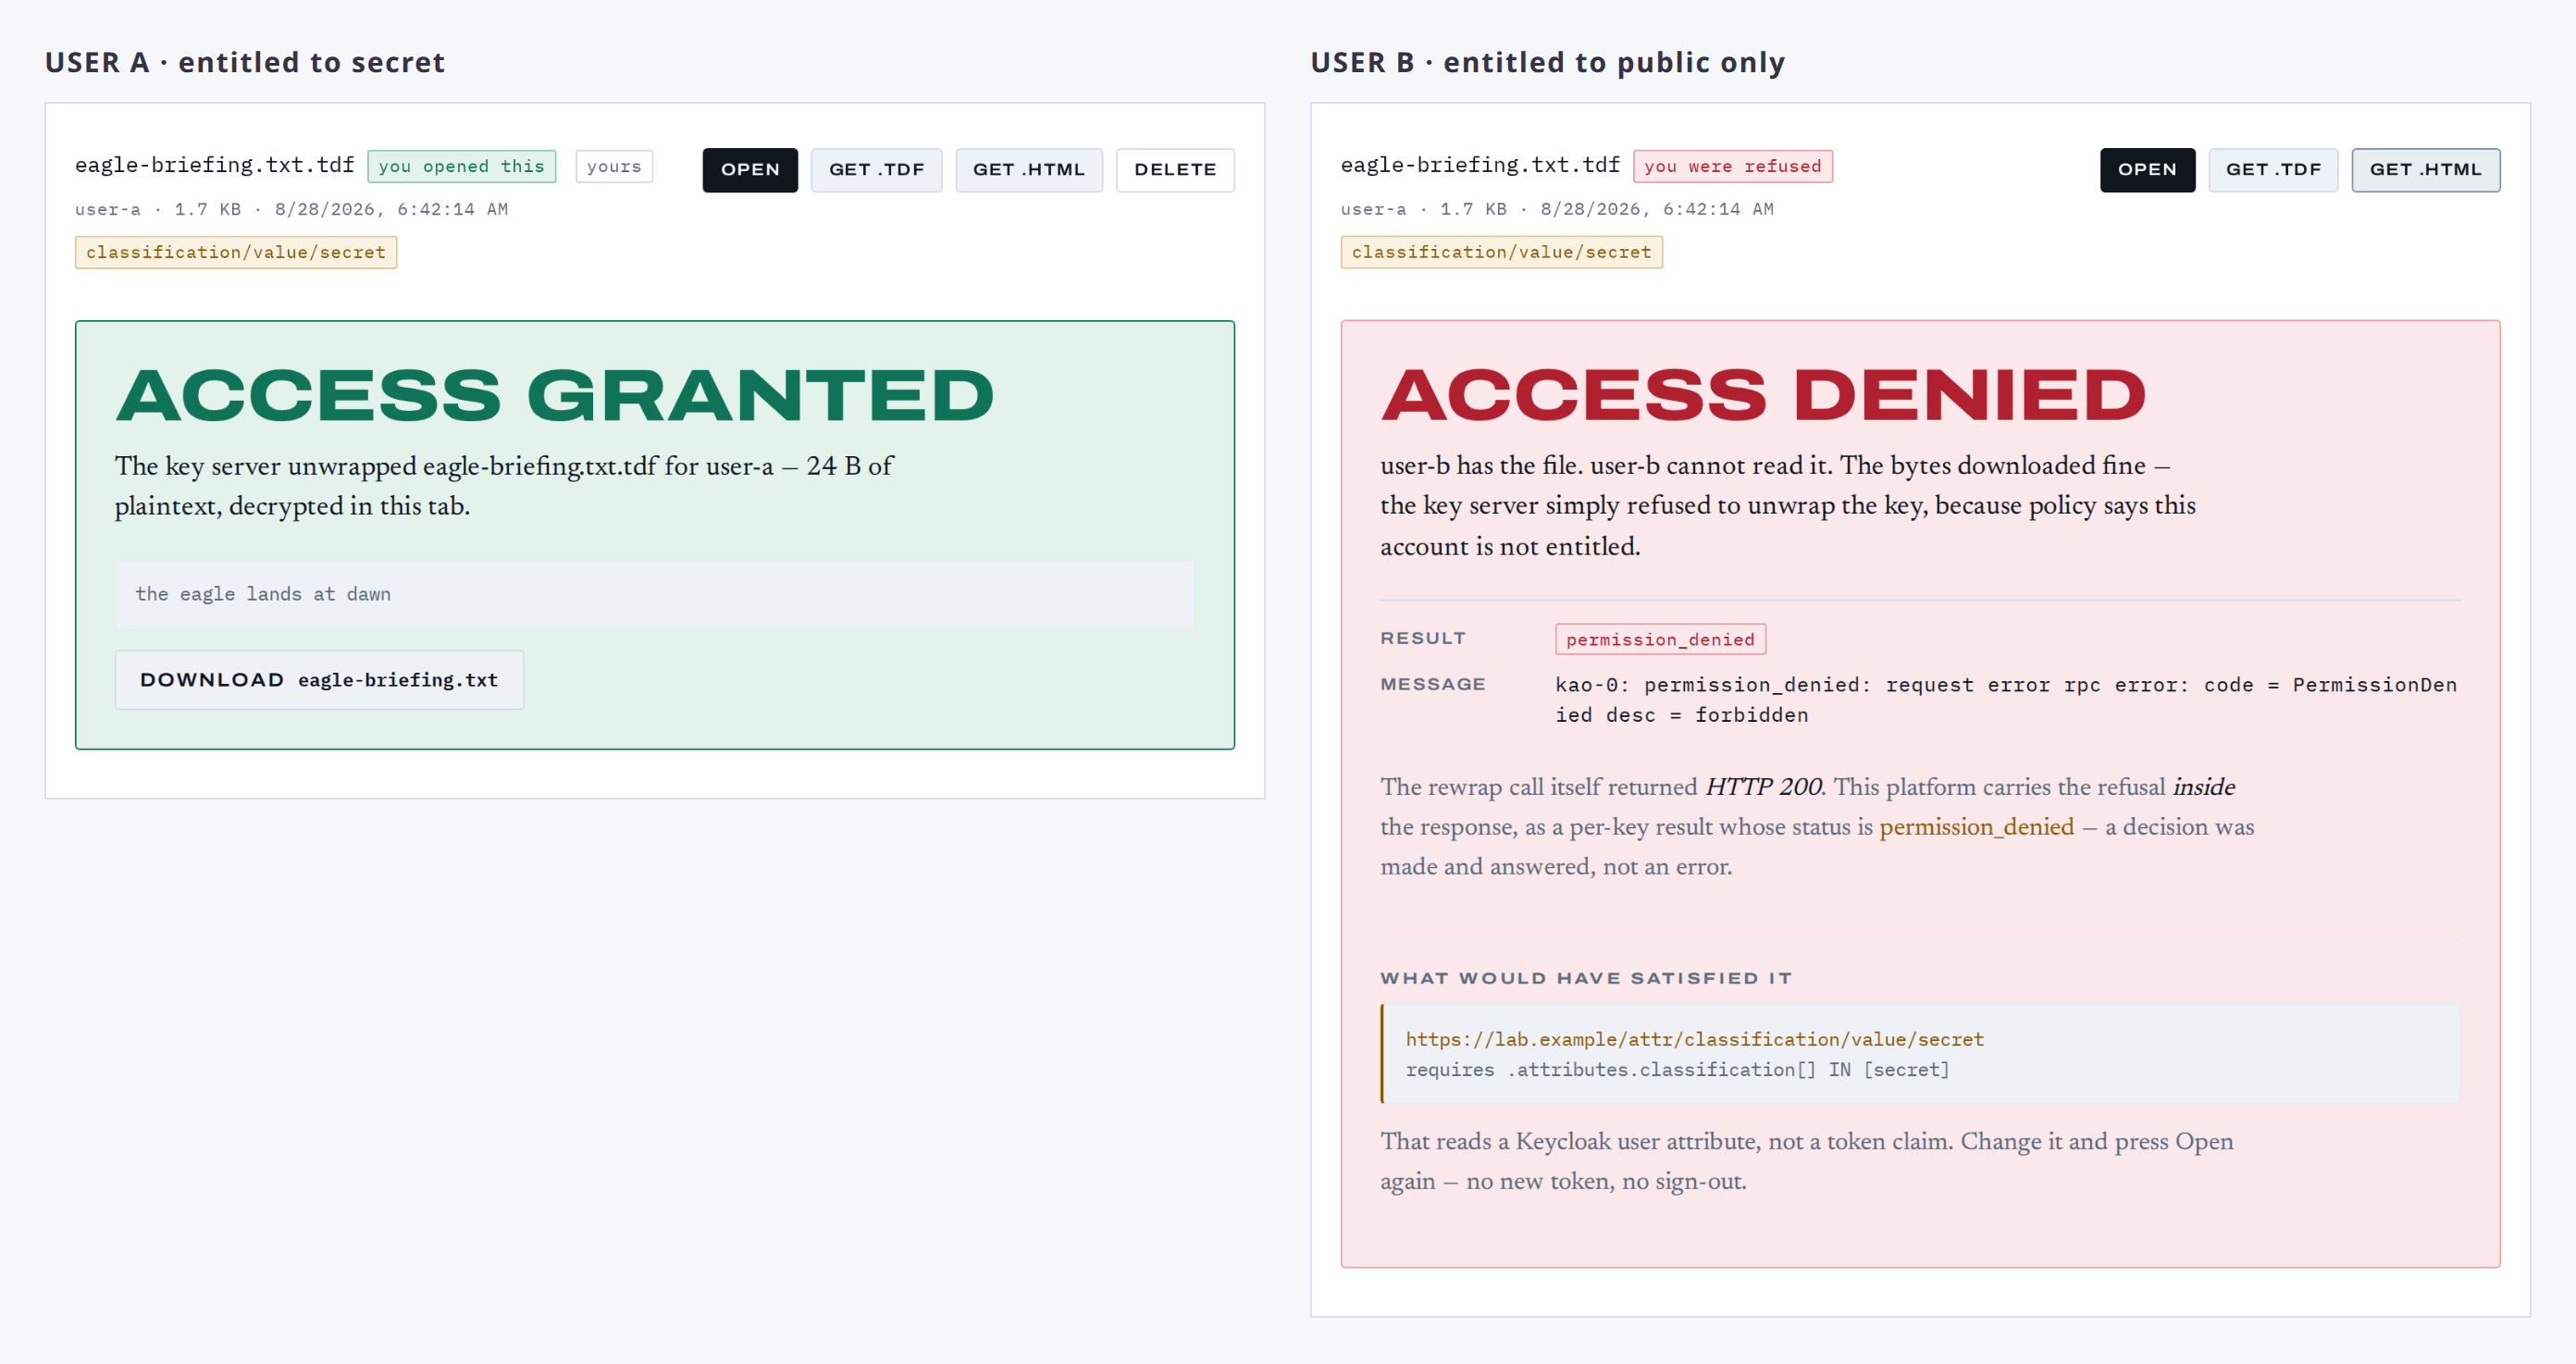 USER A · entitled to secret
eagle-briefing.txt.tdf you opened this yours OPEN GET .TDF GET .HTML DELETE
user-a · 1.7 KB · 8/28/2026, 6:42:14 AM
classification/value/secret
ACCESS GRANTED
The key server unwrapped eagle-briefing.txt.tdf for user-a — 24 B of
plaintext, decrypted in this tab.
the eagle lands at dawn
DOWNLOAD eagle-briefing.txt
USER B · entitled to public only
eagle-briefing.txt.tdf you were refused OPEN GET .TDF GET .HTML
user-a · 1.7 KB · 8/28/2026, 6:42:14 AM
classification/value/secret
ACCESS DENIED
user-b has the file. user-b cannot read it. The bytes downloaded fine —
the key server simply refused to unwrap the key, because policy says this
account is not entitled.
RESULT permission_denied
MESSAGE kao-0: permission_denied: request error rpc error: code = PermissionDen
ied desc = forbidden
The rewrap call itself returned HTTP 200. This platform carries the refusal inside
the response, as a per-key result whose status is permission_denied — a decision was
made and answered, not an error.
WHAT WOULD HAVE SATISFIED IT
https://lab.example/attr/classification/value/secret
requires .attributes.classification[] IN [secret]
That reads a Keycloak user attribute, not a token claim. Change it and press Open
again — no new token, no sign-out.